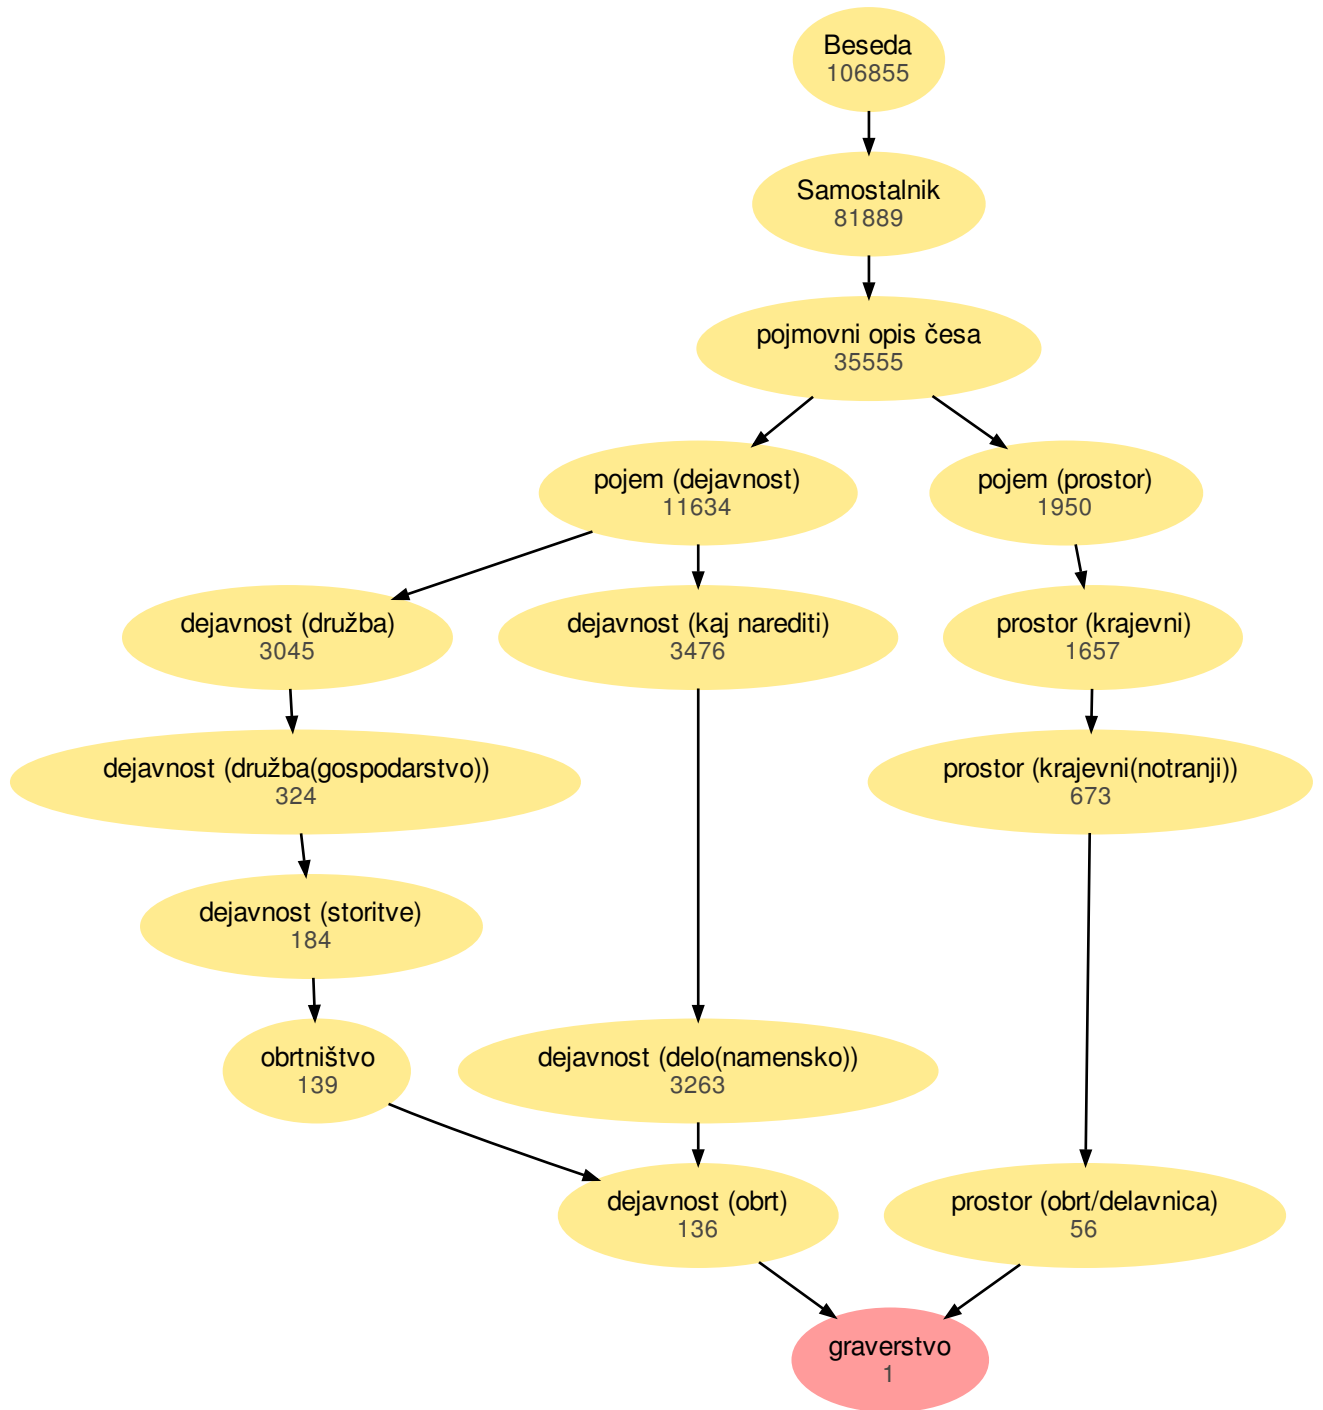 Beseda
106855
Samostalnik
81889
pojmovni opis česa
35555
pojem (dejavnost)
11634
pojem (prostor)
1950
dejavnost (družba)
3045
dejavnost (kaj narediti)
3476
prostor (krajevni)
1657
dejavnost (družba(gospodarstvo))
324
prostor (krajevni(notranji))
673
dejavnost (storitve)
184
obrtništvo
139
dejavnost (delo(namensko))
3263
dejavnost (obrt)
136
prostor (obrt/delavnica)
56
graverstvo
1